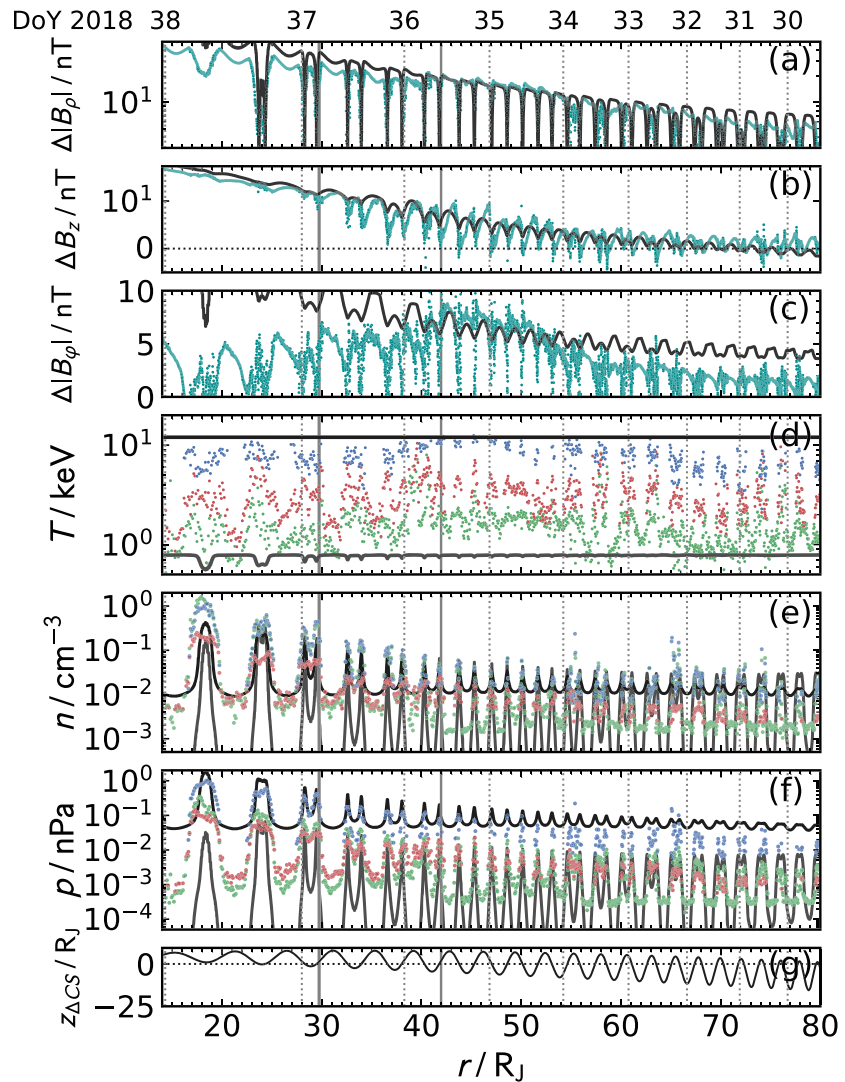 DoY 2018 38 37 36 35 34 33 32 31 30
(a)
Δ|Bρ| / nT
10¹
(b)
ΔBz / nT
10¹
0
(c)
Δ|Bφ| / nT
10
5
0
(d)
T / keV
10¹
10⁰
(e)
n / cm⁻³
10⁰
10⁻¹
10⁻²
10⁻³
(f)
p / nPa
10⁰
10⁻¹
10⁻²
10⁻³
10⁻⁴
(g)
zΔCS / RJ
0
−25
20 30 40 50 60 70 80
r / RJ